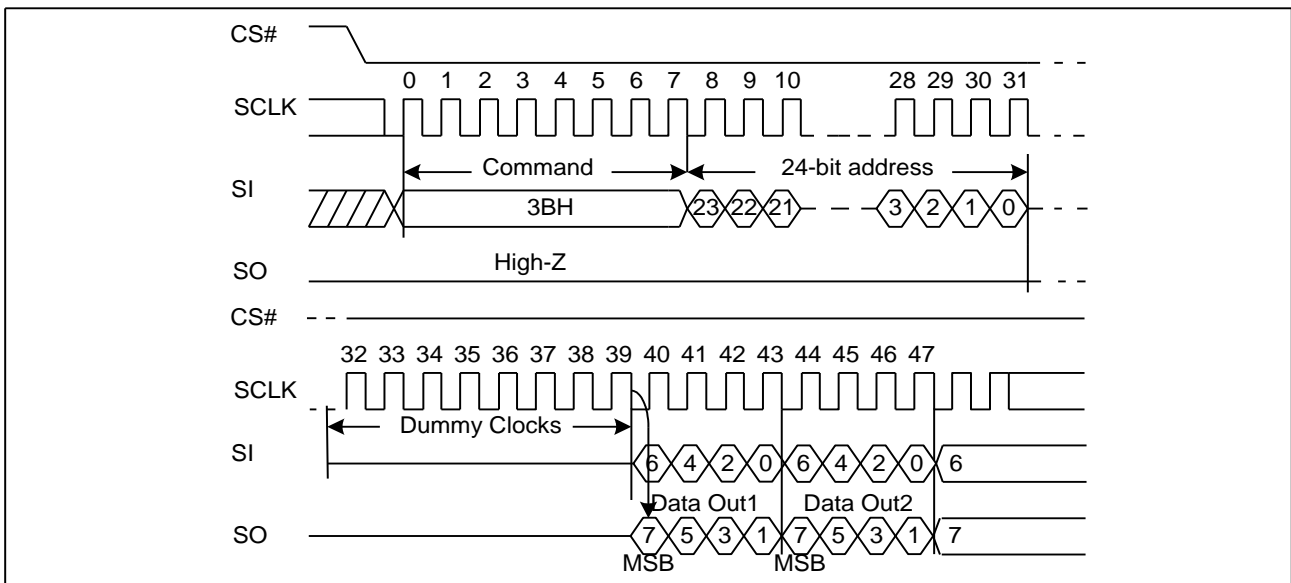 CS#
0 1 2 3 4 5 6 7 8 9 10 28 29 30 31
SCLK
Command 24-bit address
SI
3BH 23 22 21 3 2 1 0
High-Z
SO
CS#
32 33 34 35 36 37 38 39 40 41 42 43 44 45 46 47
SCLK
Dummy Clocks
SI
6 4 2 0 6 4 2 0 6
Data Out1 Data Out2
SO
7 5 3 1 7 5 3 1 7
MSB MSB